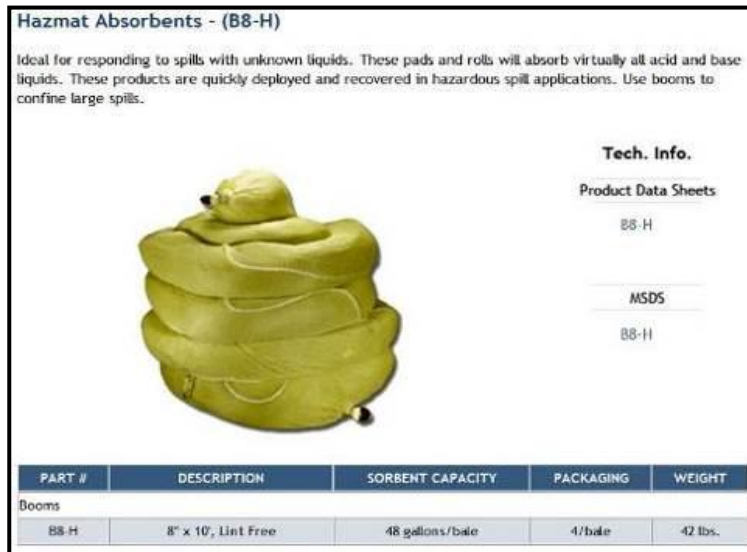 Hazmat Absorbents - (B8-H)
Ideal for responding to spills with unknown liquids. These pads and rolls will absorb virtually all acid and base
liquids. These products are quickly deployed and recovered in hazardous spill applications. Use booms to
confine large spills.
Tech. Info.
Product Data Sheets
B8-H
MSDS
B8-H
PART # DESCRIPTION SORBENT CAPACITY PACKAGING WEIGHT
Booms
B8-H 8" x 10', Lint Free 48 gallons/bale 4/bale 42 lbs.